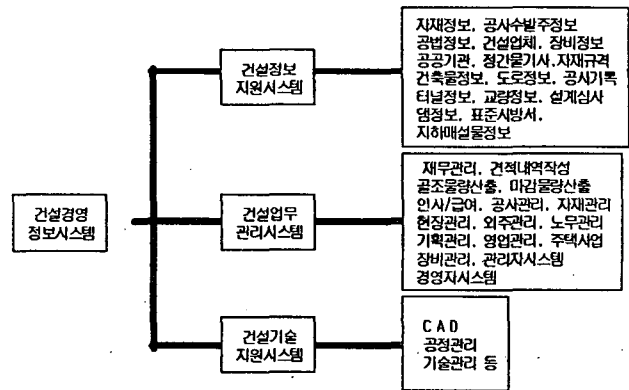 건설경영
정보시스템
건설정보
지원시스템
자재정보, 공사수발주정보
공법정보, 건설업체, 장비정보
공공기관, 정간물기사, 자재규격
건축물정보, 도로정보, 공사기록
터널정보, 교량정보, 설계심사
댐정보, 표준시방서,
지하매설물정보
건설업무
관리시스템
재무관리, 견적내역작성
골조물량산출, 마감물량산출
인사/급여, 공사관리, 자재관리
현장관리, 외주관리, 노무관리
기획관리, 영업관리, 주택사업
장비관리, 관리자시스템
경영자시스템
건설기술
지원시스템
CAD
공정관리
기술관리 등